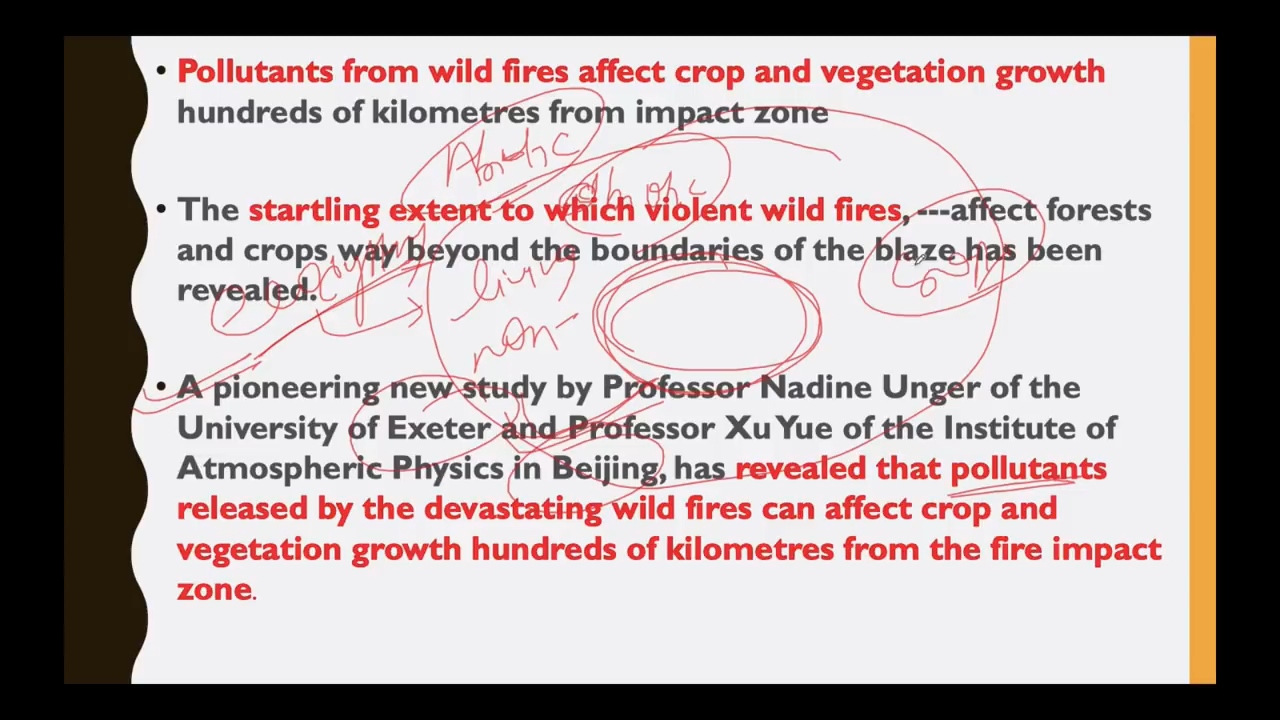 • Pollutants from wild fires affect crop and vegetation growth
hundreds of kilometres from impact zone
Abiotic
• The startling extent to which violent wild fires, ---affect forests
and crops way beyond the boundaries of the blaze has been
revealed.
living
non-
• A pioneering new study by Professor Nadine Unger of the
University of Exeter and Professor Xu Yue of the Institute of
Atmospheric Physics in Beijing, has revealed that pollutants
released by the devastating wild fires can affect crop and
vegetation growth hundreds of kilometres from the fire impact
zone.